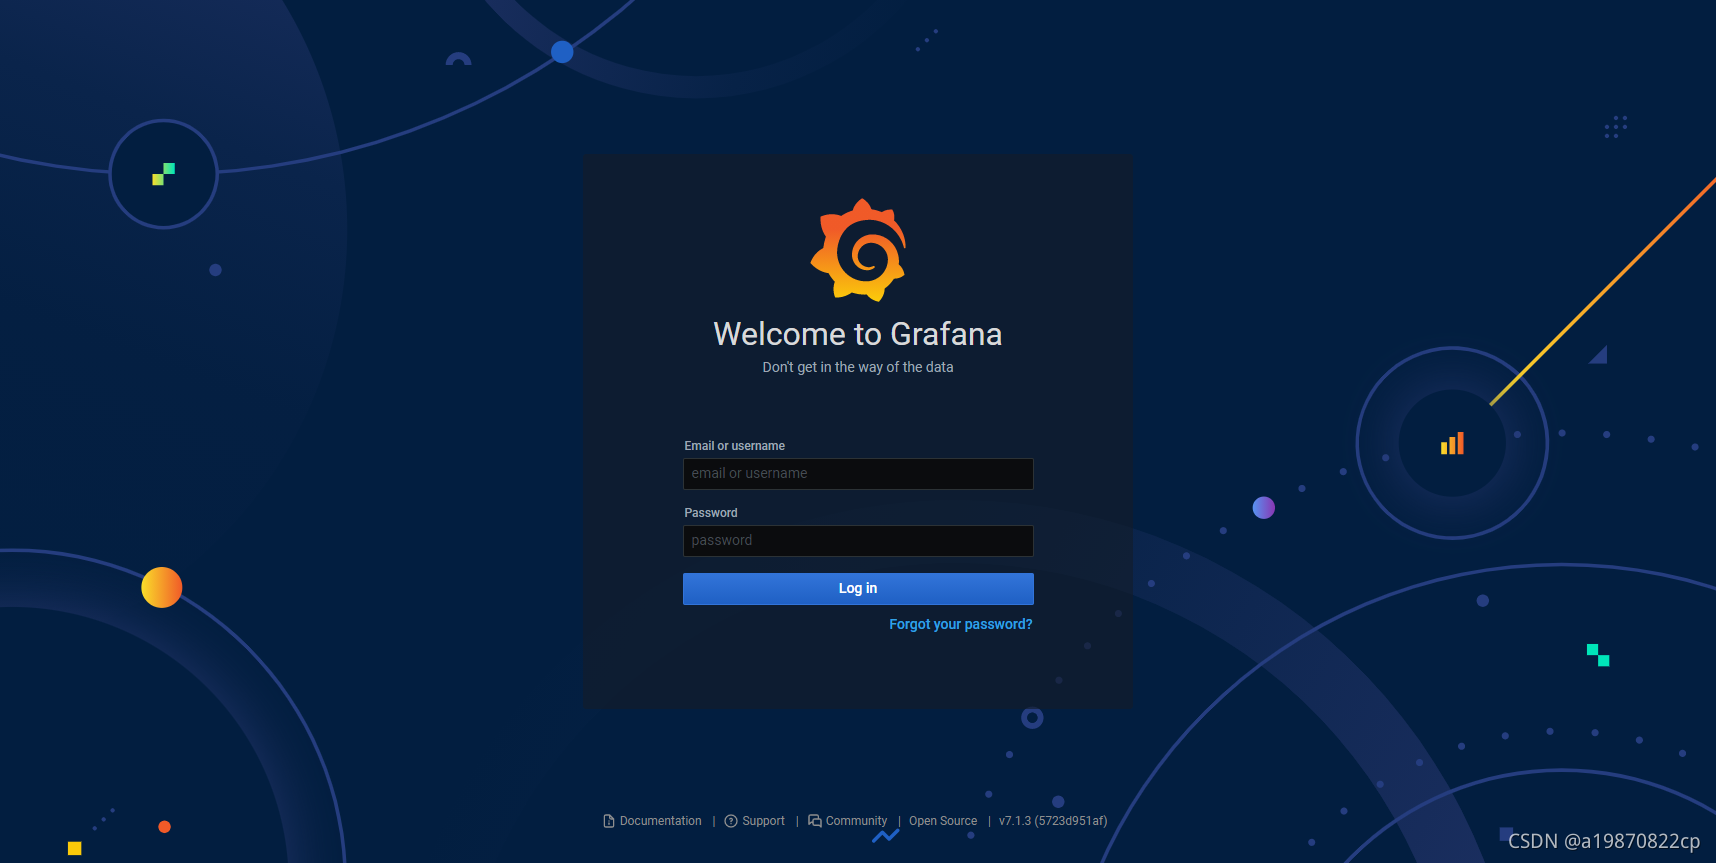 Welcome to Grafana
Don't get in the way of the data
Email or username
email or username
Password
password
Log in
Forgot your password?
Documentation | Support | Community | Open Source | v7.1.3 (5723d951af)
CSDN @a19870822cp